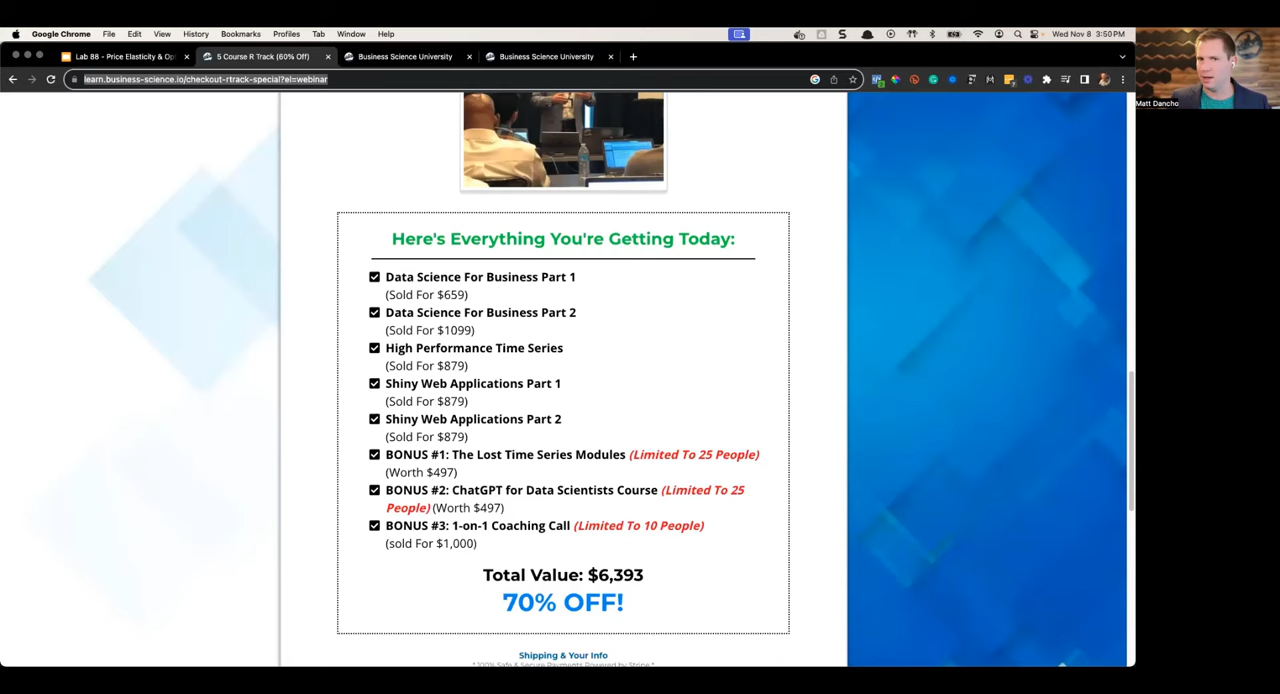 Google Chrome File Edit View History Bookmarks Profiles Tab Window Help Wed Nov 8 3:50 PM
Lab 88 - Price Elasticity & Op 5 Course R Track (60% Off) Business Science University Business Science University
learn.business-science.io/checkout-rtrack-special?el=webinar
Matt Dancho
Here's Everything You're Getting Today:
Data Science For Business Part 1
(Sold For $659)
Data Science For Business Part 2
(Sold For $1099)
High Performance Time Series
(Sold For $879)
Shiny Web Applications Part 1
(Sold For $879)
Shiny Web Applications Part 2
(Sold For $879)
BONUS #1: The Lost Time Series Modules (Limited To 25 People)
(Worth $497)
BONUS #2: ChatGPT for Data Scientists Course (Limited To 25
People) (Worth $497)
BONUS #3: 1-on-1 Coaching Call (Limited To 10 People)
(sold For $1,000)
Total Value: $6,393
70% OFF!
Shipping & Your Info
* 100% Safe & Secure Payments Powered by Stripe *